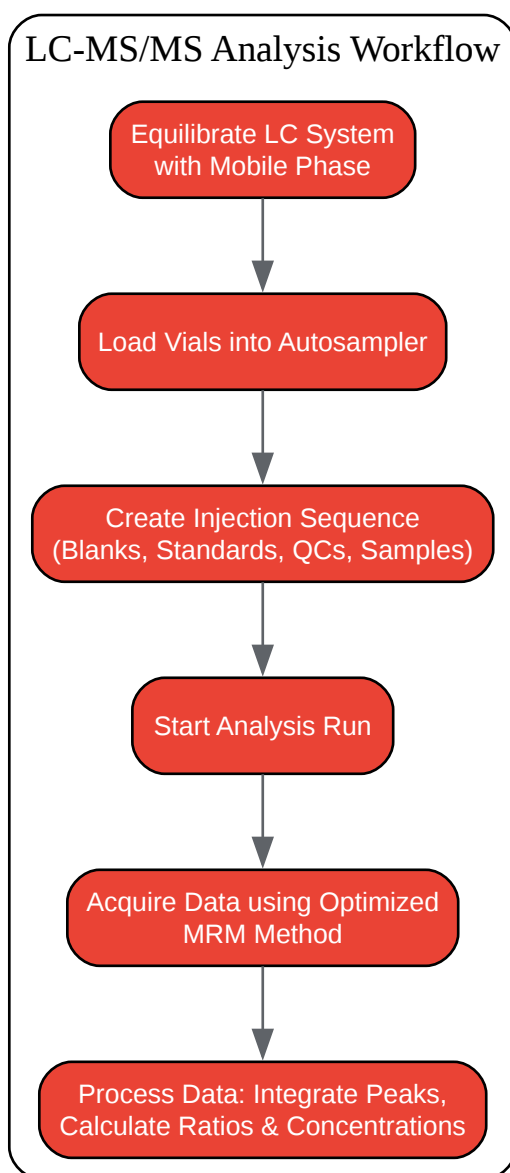 LC-MS/MS Analysis Workflow
Equilibrate LC System
with Mobile Phase
Load Vials into Autosampler
Create Injection Sequence
(Blanks, Standards, QCs, Samples)
Start Analysis Run
Acquire Data using Optimized
MRM Method
Process Data: Integrate Peaks,
Calculate Ratios & Concentrations